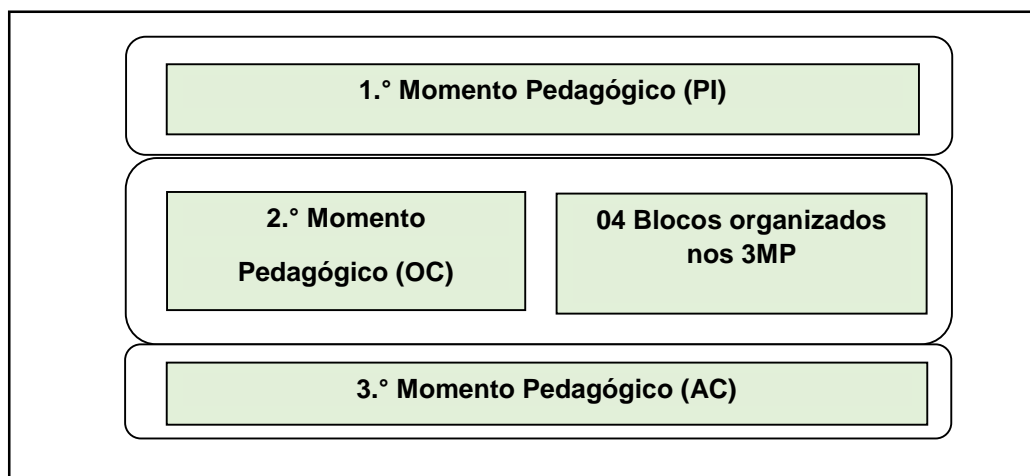 1.° Momento Pedagógico (PI)
2.° Momento
Pedagógico (OC)
04 Blocos organizados
nos 3MP
3.° Momento Pedagógico (AC)